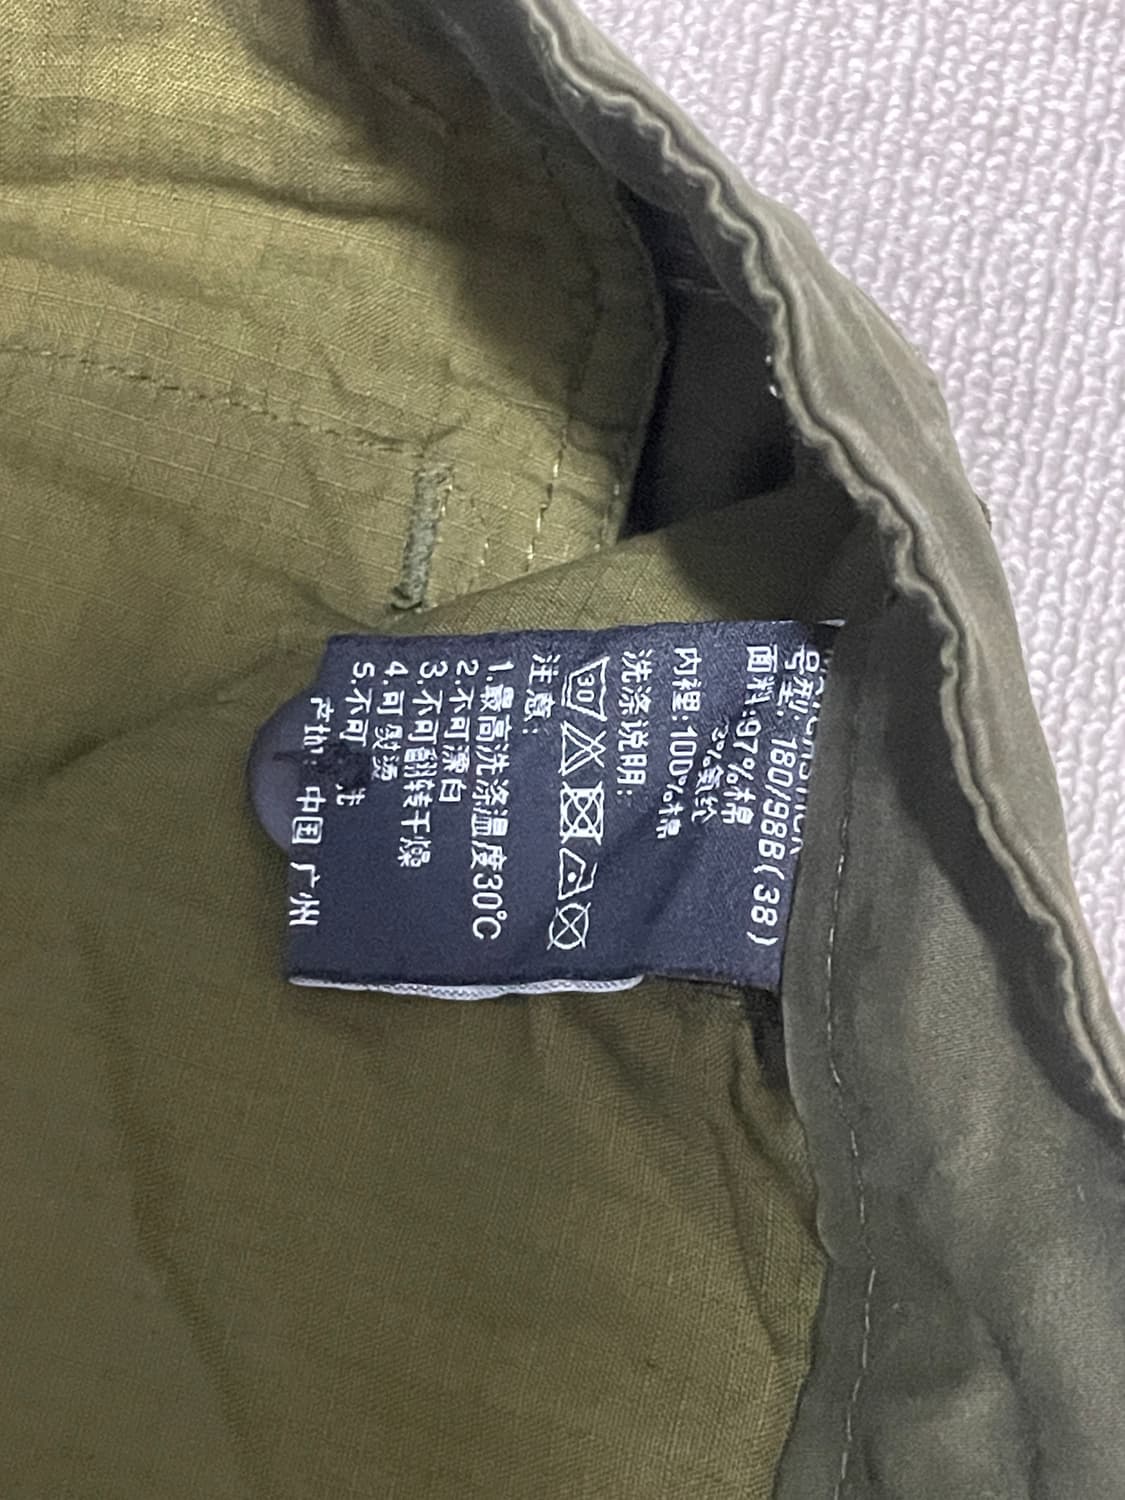 号型: 180/98B(38)
面料:97%棉
3%氨纶
内裡:100%棉
洗涤说明:
30
注意:
1.最高洗涤温度30℃
2.不可漂白
3.不可翻转干燥
4.可熨烫
5.不可 洗
产地: 中国广州